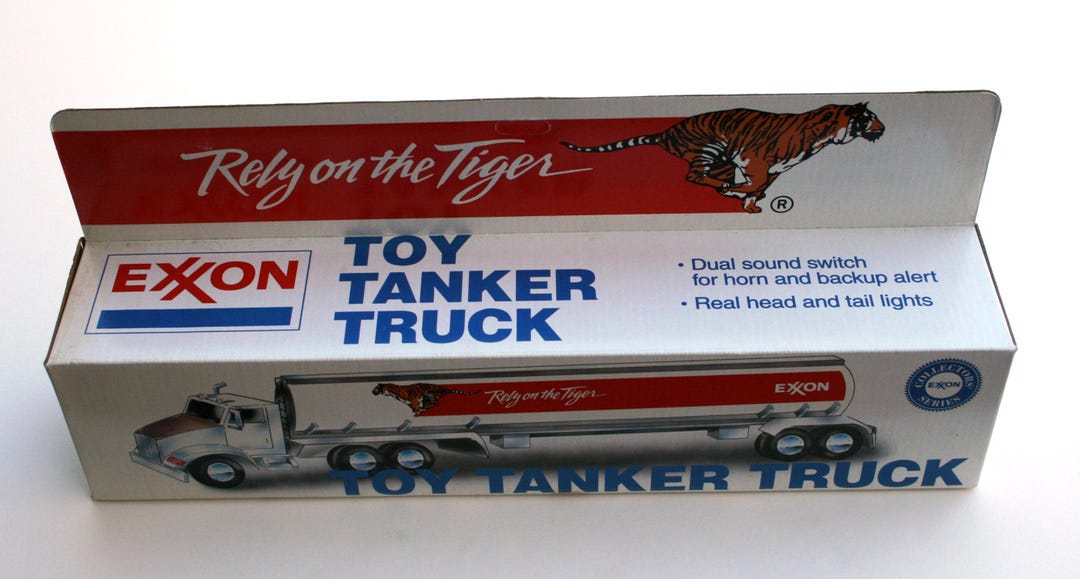 Rely on the Tiger
®
EXXON
TOY
TANKER
TRUCK
• Dual sound switch
for horn and backup alert
• Real head and tail lights
Rely on the Tiger
EXXON
COLLECTORS
EXXON
SERIES
TOY TANKER TRUCK